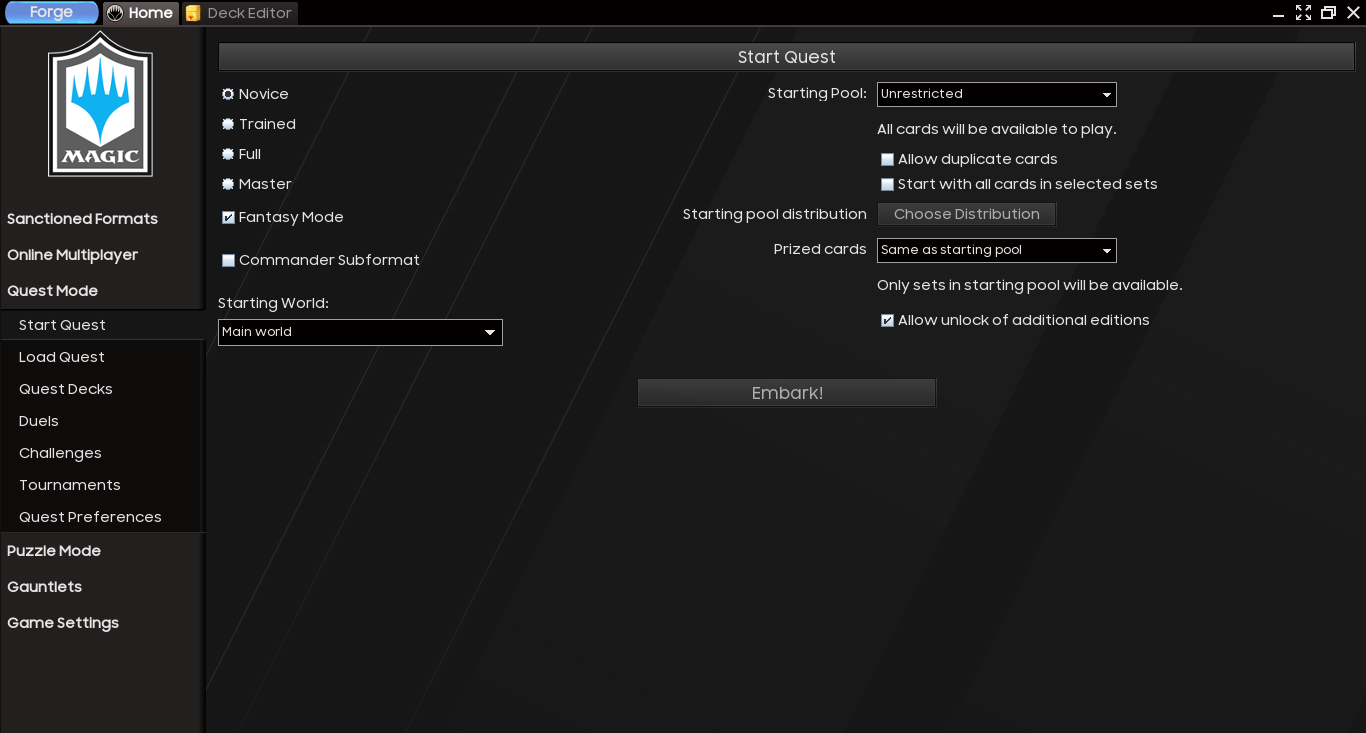 Forge
Home
Deck Editor
MAGIC
Sanctioned Formats
Online Multiplayer
Quest Mode
Start Quest
Load Quest
Quest Decks
Duels
Challenges
Tournaments
Quest Preferences
Puzzle Mode
Gauntlets
Game Settings
Start Quest
Novice
Trained
Full
Master
Fantasy Mode
Commander Subformat
Starting World:
Main world
Starting Pool:
Unrestricted
All cards will be available to play.
Allow duplicate cards
Start with all cards in selected sets
Starting pool distribution
Choose Distribution
Prized cards
Same as starting pool
Only sets in starting pool will be available.
Allow unlock of additional editions
Embark!